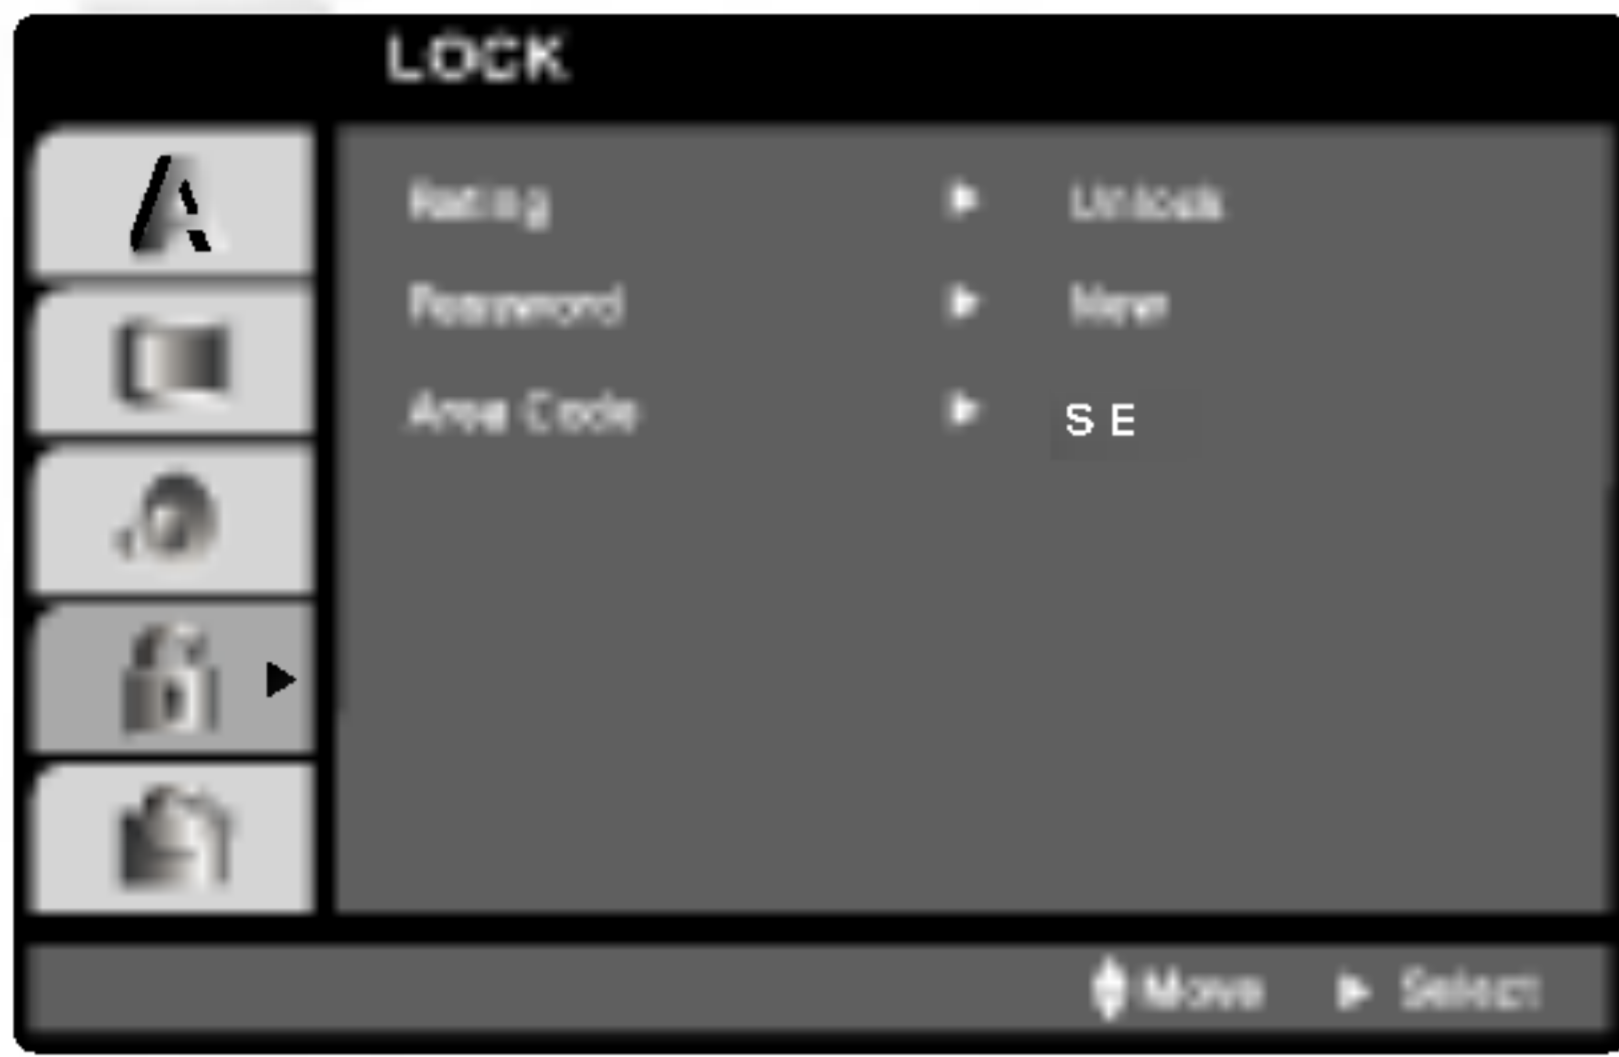 LOCK
Rating Unlock
Password New
Area Code S E
Move Select